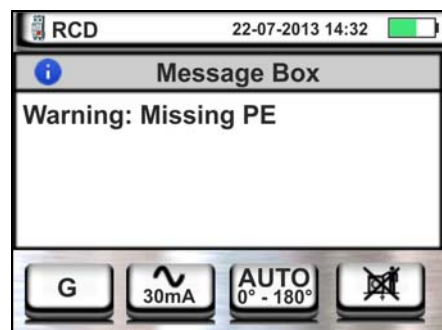 RCD 22-07-2013 14:32
Message Box
Warning: Missing PE
G
30mA
AUTO
0° - 180°